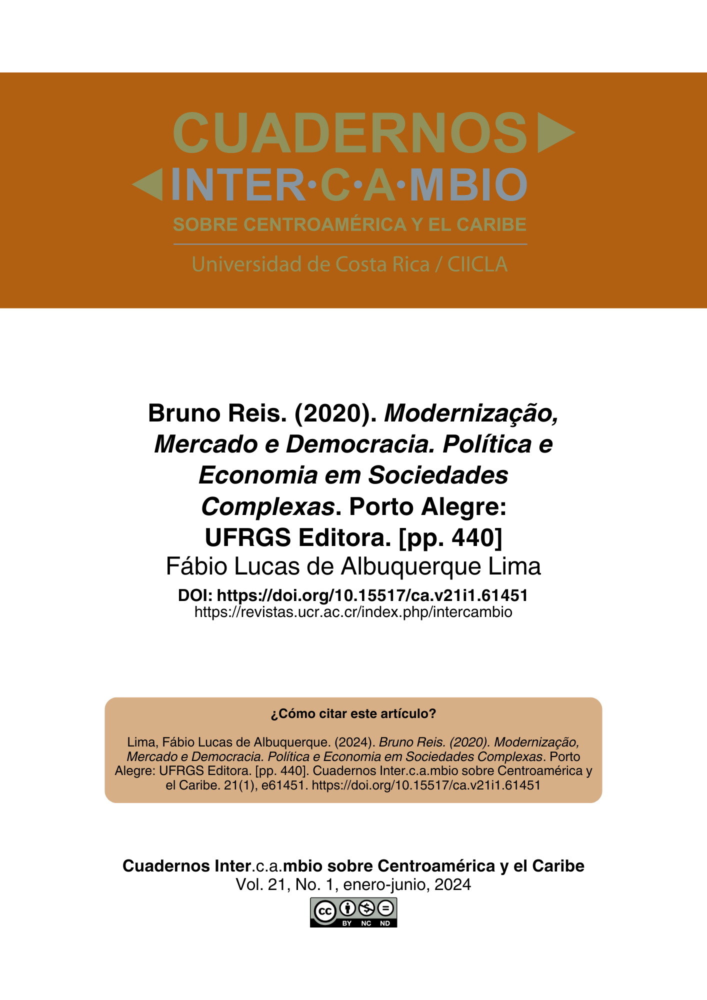 CUADERNOS
INTER•C•A•MBIO
SOBRE CENTROAMÉRICA Y EL CARIBE
Universidad de Costa Rica / CIICLA
Bruno Reis. (2020). Modernização,
Mercado e Democracia. Política e
Economia em Sociedades
Complexas. Porto Alegre:
UFRGS Editora. [pp. 440]
Fábio Lucas de Albuquerque Lima
DOI: https://doi.org/10.15517/ca.v21i1.61451
https://revistas.ucr.ac.cr/index.php/intercambio
¿Cómo citar este artículo?
Lima, Fábio Lucas de Albuquerque. (2024). Bruno Reis. (2020). Modernização,
Mercado e Democracia. Política e Economia em Sociedades Complexas. Porto
Alegre: UFRGS Editora. [pp. 440]. Cuadernos Inter.c.a.mbio sobre Centroamérica y
el Caribe. 21(1), e61451. https://doi.org/10.15517/ca.v21i1.61451
Cuadernos Inter.c.a.mbio sobre Centroamérica y el Caribe
Vol. 21, No. 1, enero-junio, 2024
cc BY NC ND